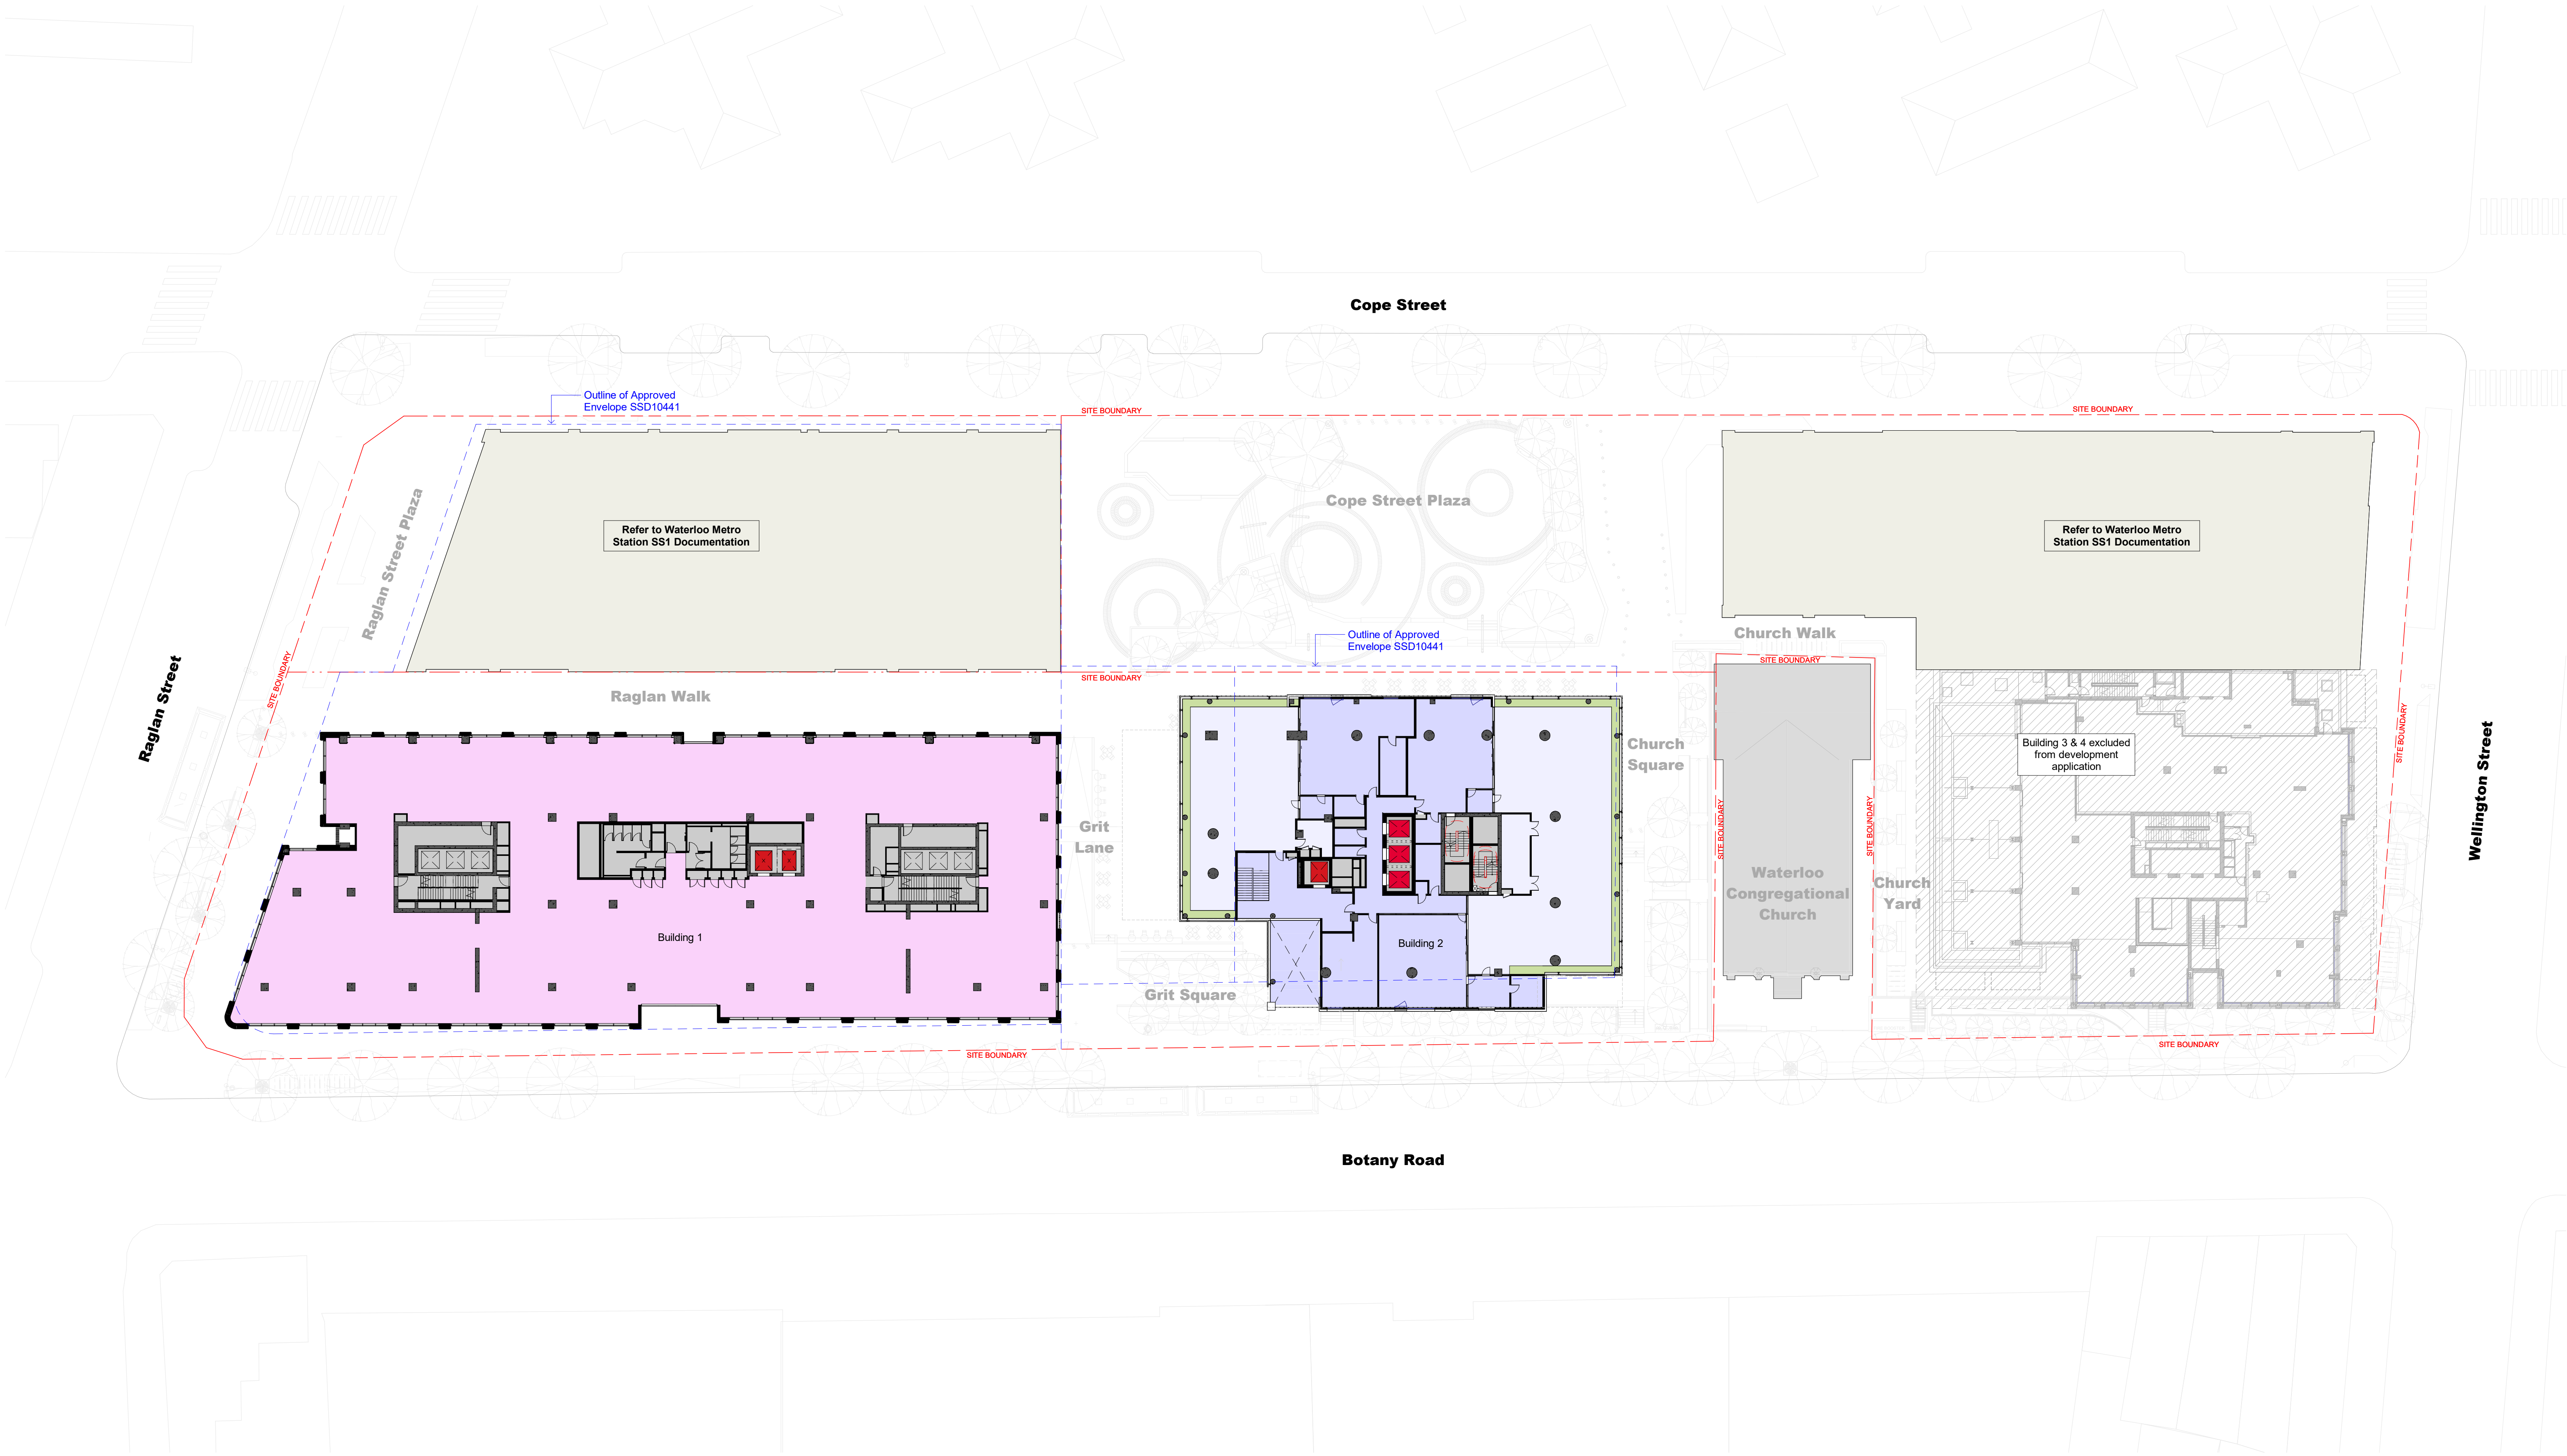 Cope Street
Outline of Approved
Envelope SSD10441
SITE BOUNDARY
SITE BOUNDARY
Raglan Street Plaza
Refer to Waterloo Metro
Station SS1 Documentation
Cope Street Plaza
Refer to Waterloo Metro
Station SS1 Documentation
Outline of Approved
Envelope SSD10441
Church Walk
SITE BOUNDARY
SITE BOUNDARY
SITE BOUNDARY
Raglan Street
Raglan Walk
Church
Square
Building 3 & 4 excluded
from development
application
SITE BOUNDARY
Wellington Street
Grit
Lane
SITE BOUNDARY
SITE BOUNDARY
Waterloo
Congregational
Church
Church
Yard
Building 1
Building 2
Grit Square
SITE BOUNDARY
SITE BOUNDARY
Botany Road